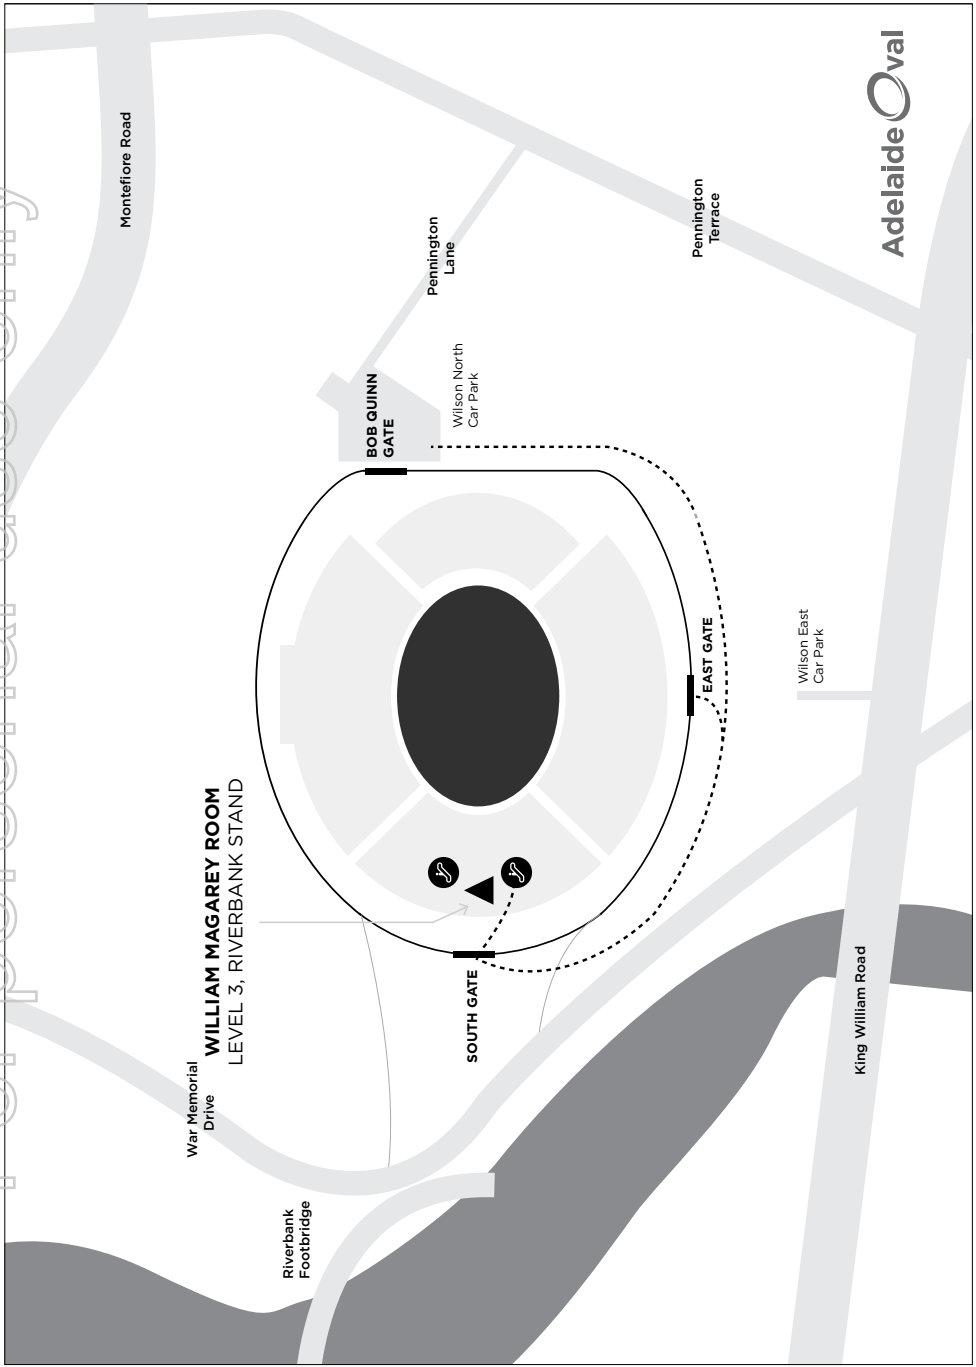 Montefiore Road
Pennington
Lane
Pennington
Terrace
Adelaide Oval
Wilson North
Car Park
BOB QUINN
GATE
EAST GATE
Wilson East
Car Park
WILLIAM MAGAREY ROOM
LEVEL 3, RIVERBANK STAND
SOUTH GATE
War Memorial
Drive
Riverbank
Footbridge
King William Road